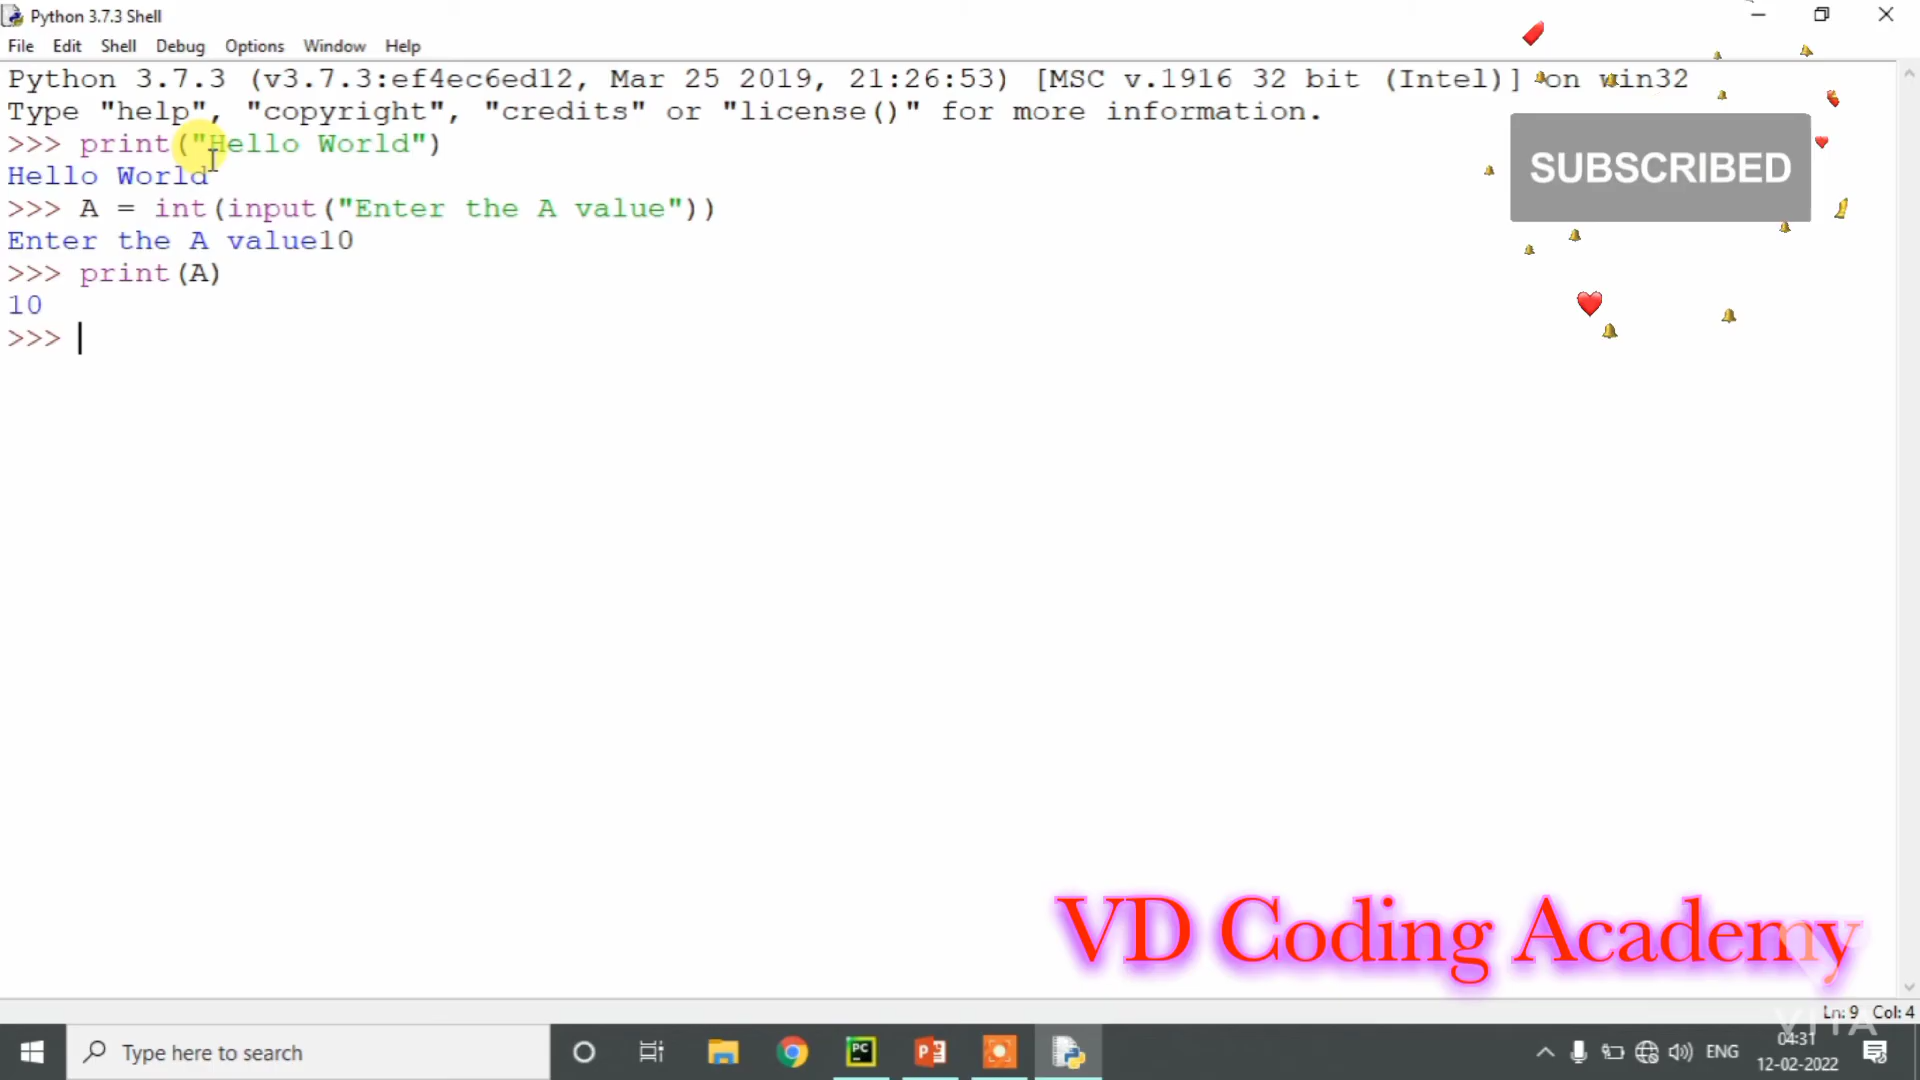 Python 3.7.3 Shell
File Edit Shell Debug Options Window Help
Python 3.7.3 (v3.7.3:ef4ec6ed12, Mar 25 2019, 21:26:53) [MSC v.1916 32 bit (Intel)] on win32
Type "help", "copyright", "credits" or "license()" for more information.
>>> print("Hello World")
Hello World
>>> A = int(input("Enter the A value"))
Enter the A value10
>>> print(A)
10
>>>
SUBSCRIBED
VD Coding Academy
Ln: 9 Col: 4
VITA
Type here to search
PC
P
ENG
04:31
12-02-2022